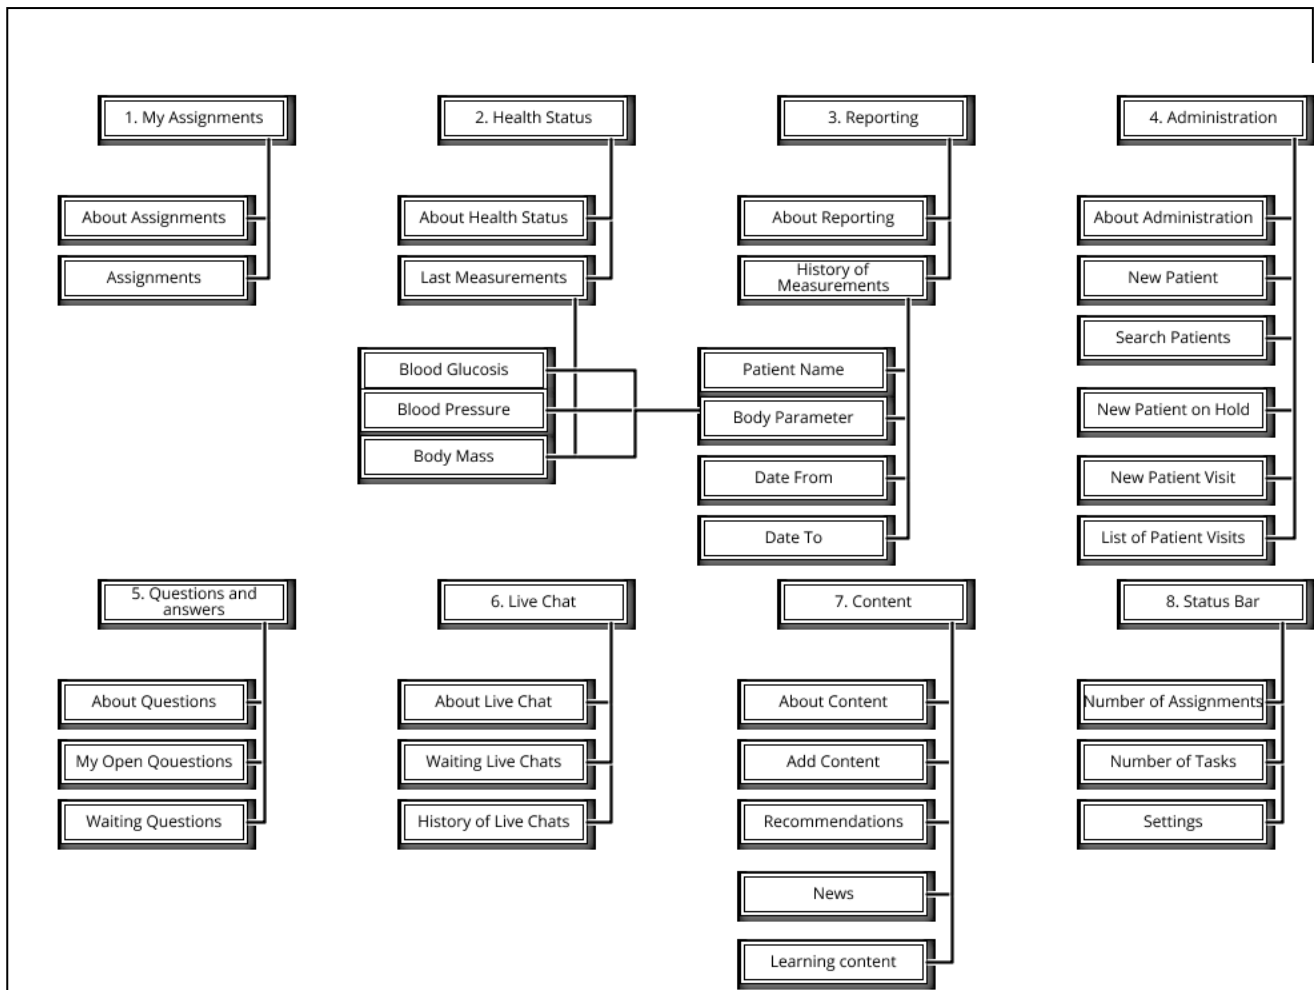 1. My Assignments
2. Health Status
3. Reporting
4. Administration
About Assignments
About Health Status
About Reporting
About Administration
Assignments
Last Measurements
History of
Measurements
New Patient
Search Patients
Blood Glucosis
Patient Name
Blood Pressure
Body Parameter
New Patient on Hold
Body Mass
Date From
New Patient Visit
Date To
List of Patient Visits
5. Questions and
answers
6. Live Chat
7. Content
8. Status Bar
About Questions
About Live Chat
About Content
Number of Assignments
My Open Qouestions
Waiting Live Chats
Add Content
Number of Tasks
Waiting Questions
History of Live Chats
Recommendations
Settings
News
Learning content